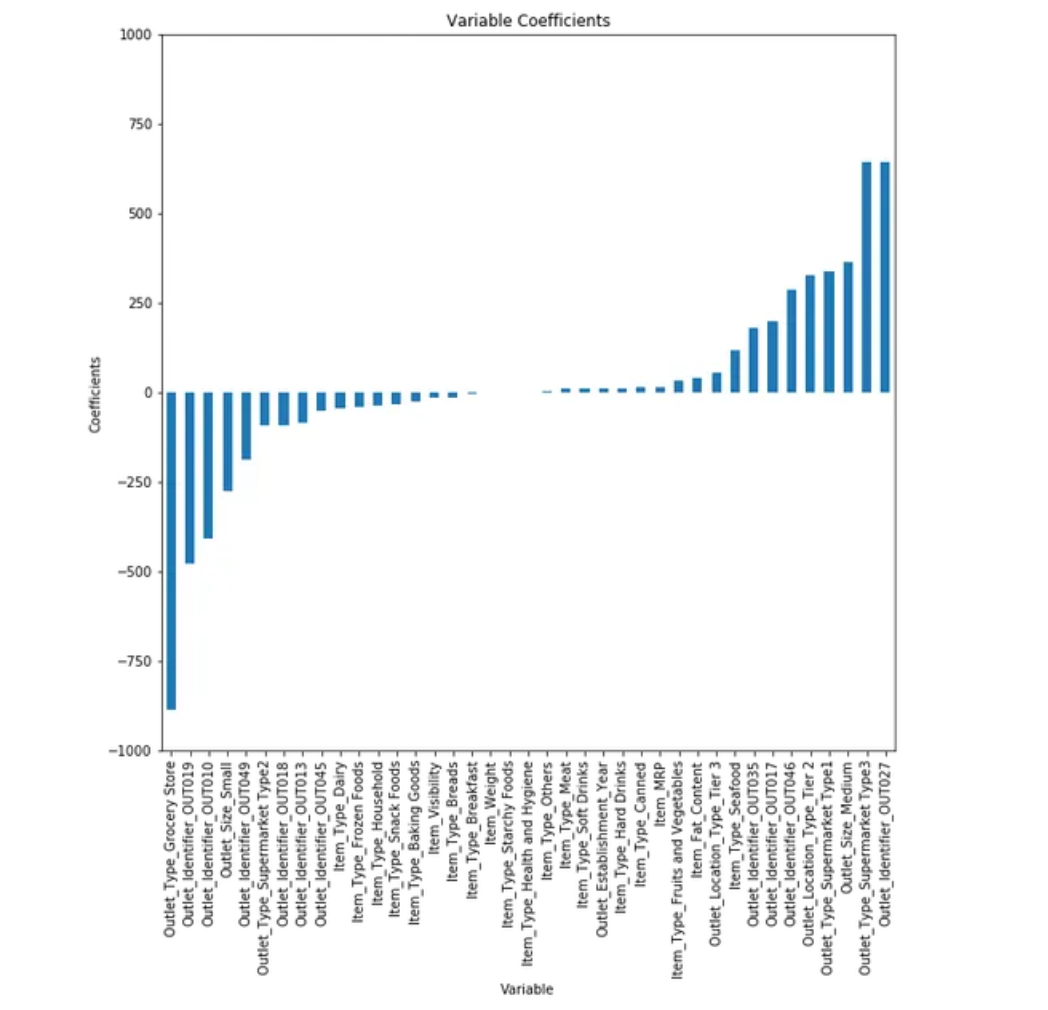 Variable Coefficients
1000
750
500
250
0
−250
−500
−750
−1000
Coefficients
Outlet_Type_Grocery Store
Outlet_Identifier_OUT019
Outlet_Identifier_OUT010
Outlet_Size_Small
Outlet_Identifier_OUT049
Outlet_Type_Supermarket Type2
Outlet_Identifier_OUT018
Outlet_Identifier_OUT013
Outlet_Identifier_OUT045
Item_Type_Dairy
Item_Type_Frozen Foods
Item_Type_Household
Item_Type_Snack Foods
Item_Type_Baking Goods
Item_Visibility
Item_Type_Breads
Item_Type_Breakfast
Item_Weight
Item_Type_Starchy Foods
Item_Type_Health and Hygiene
Item_Type_Others
Item_Type_Meat
Item_Type_Soft Drinks
Outlet_Establishment_Year
Item_Type_Hard Drinks
Item_Type_Canned
Item_MRP
Item_Type_Fruits and Vegetables
Item_Fat_Content
Outlet_Location_Type_Tier 3
Item_Type_Seafood
Outlet_Identifier_OUT035
Outlet_Identifier_OUT017
Outlet_Identifier_OUT046
Outlet_Location_Type_Tier 2
Outlet_Type_Supermarket Type1
Outlet_Size_Medium
Outlet_Type_Supermarket Type3
Outlet_Identifier_OUT027
Variable